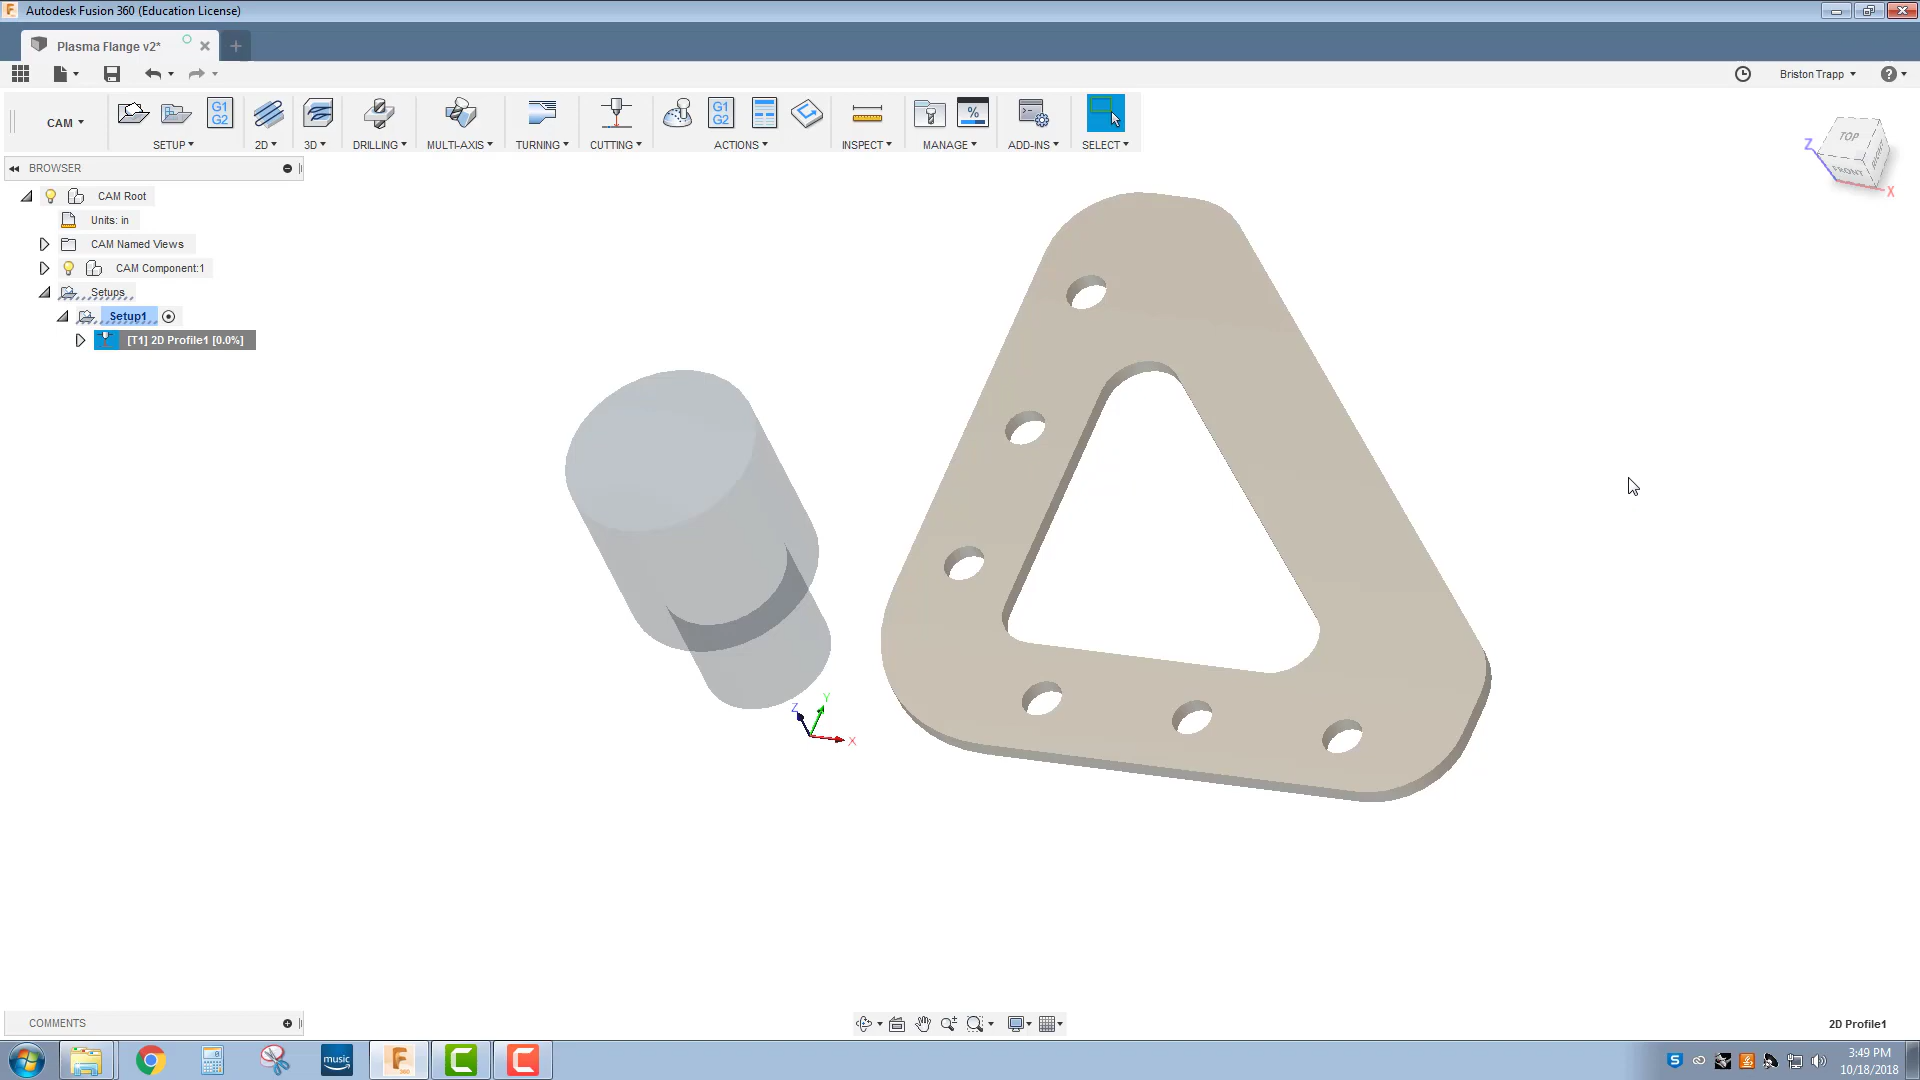 Autodesk Fusion 360 (Education License)
Plasma Flange v2*
Briston Trapp
CAM
G1
G2
G1
G2
%
SETUP
2D
3D
DRILLING
MULTI-AXIS
TURNING
CUTTING
ACTIONS
INSPECT
MANAGE
ADD-INS
SELECT
BROWSER
CAM Root
Units: in
CAM Named Views
CAM Component:1
Setups
Setup1
[T1] 2D Profile1 [0.0%]
TOP
FRONT
Z
X
Z
Y
X
COMMENTS
2D Profile1
music
3:49 PM
10/18/2018